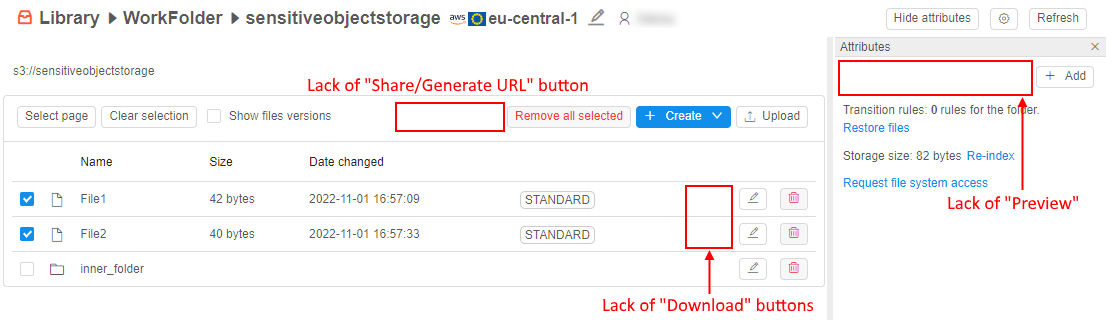 Library WorkFolder sensitiveobjectstorage aws eu-central-1
Hide attributes Refresh
Attributes
s3://sensitiveobjectstorage
Lack of "Share/Generate URL" button
+ Add
Select page Clear selection Show files versions Remove all selected + Create Upload
Transition rules: 0 rules for the folder.
Restore files
Name Size Date changed
Storage size: 82 bytes Re-index
Request file system access
File1 42 bytes 2022-11-01 16:57:09 STANDARD
Lack of "Preview"
File2 40 bytes 2022-11-01 16:57:33 STANDARD
inner_folder
Lack of "Download" buttons